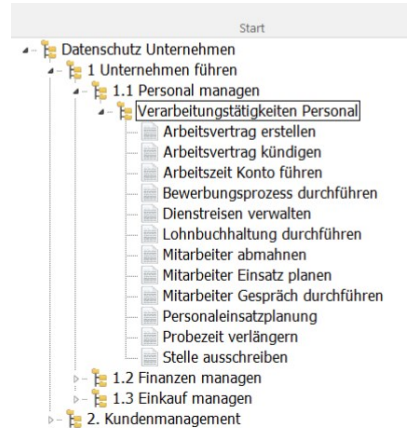 Start
Datenschutz Unternehmen
1 Unternehmen führen
1.1 Personal managen
Verarbeitungstätigkeiten Personal
Arbeitsvertrag erstellen
Arbeitsvertrag kündigen
Arbeitszeit Konto führen
Bewerbungsprozess durchführen
Dienstreisen verwalten
Lohnbuchhaltung durchführen
Mitarbeiter abmahnen
Mitarbeiter Einsatz planen
Mitarbeiter Gespräch durchführen
Personaleinsatzplanung
Probezeit verlängern
Stelle ausschreiben
1.2 Finanzen managen
1.3 Einkauf managen
2. Kundenmanagement